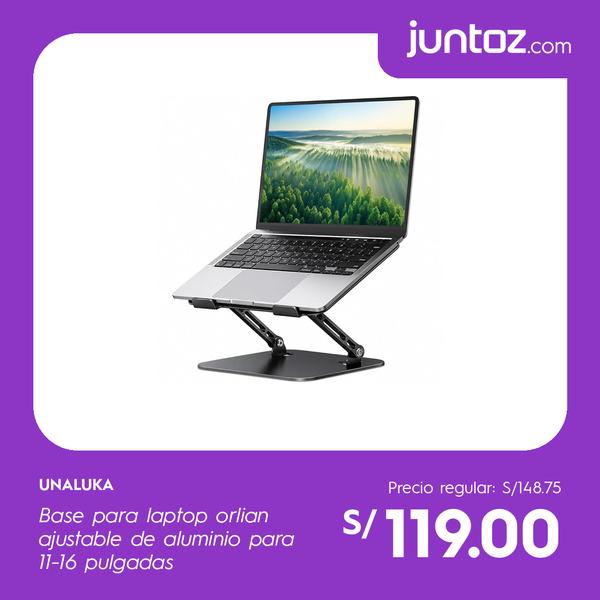 juntoz.com
UNALUKA
Base para laptop orlian
ajustable de aluminio para
11-16 pulgadas
Precio regular: S/148.75
S/119.00